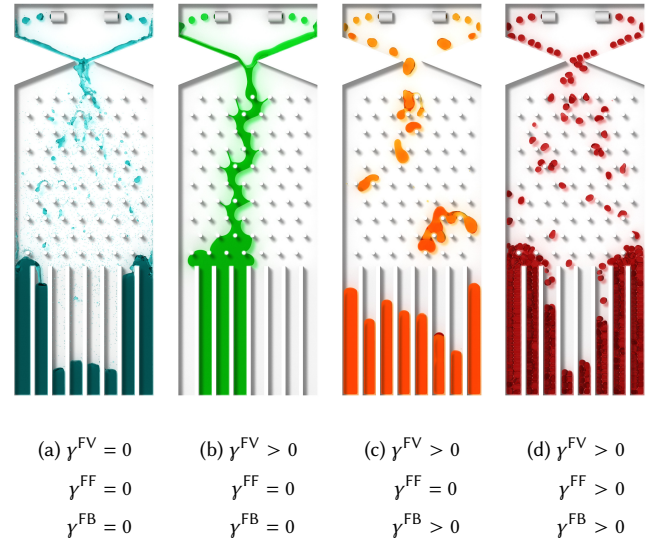 (a) γ^FV = 0 (b) γ^FV > 0 (c) γ^FV > 0 (d) γ^FV > 0
γ^FF = 0 γ^FF = 0 γ^FF = 0 γ^FF > 0
γ^FB = 0 γ^FB = 0 γ^FB > 0 γ^FB > 0